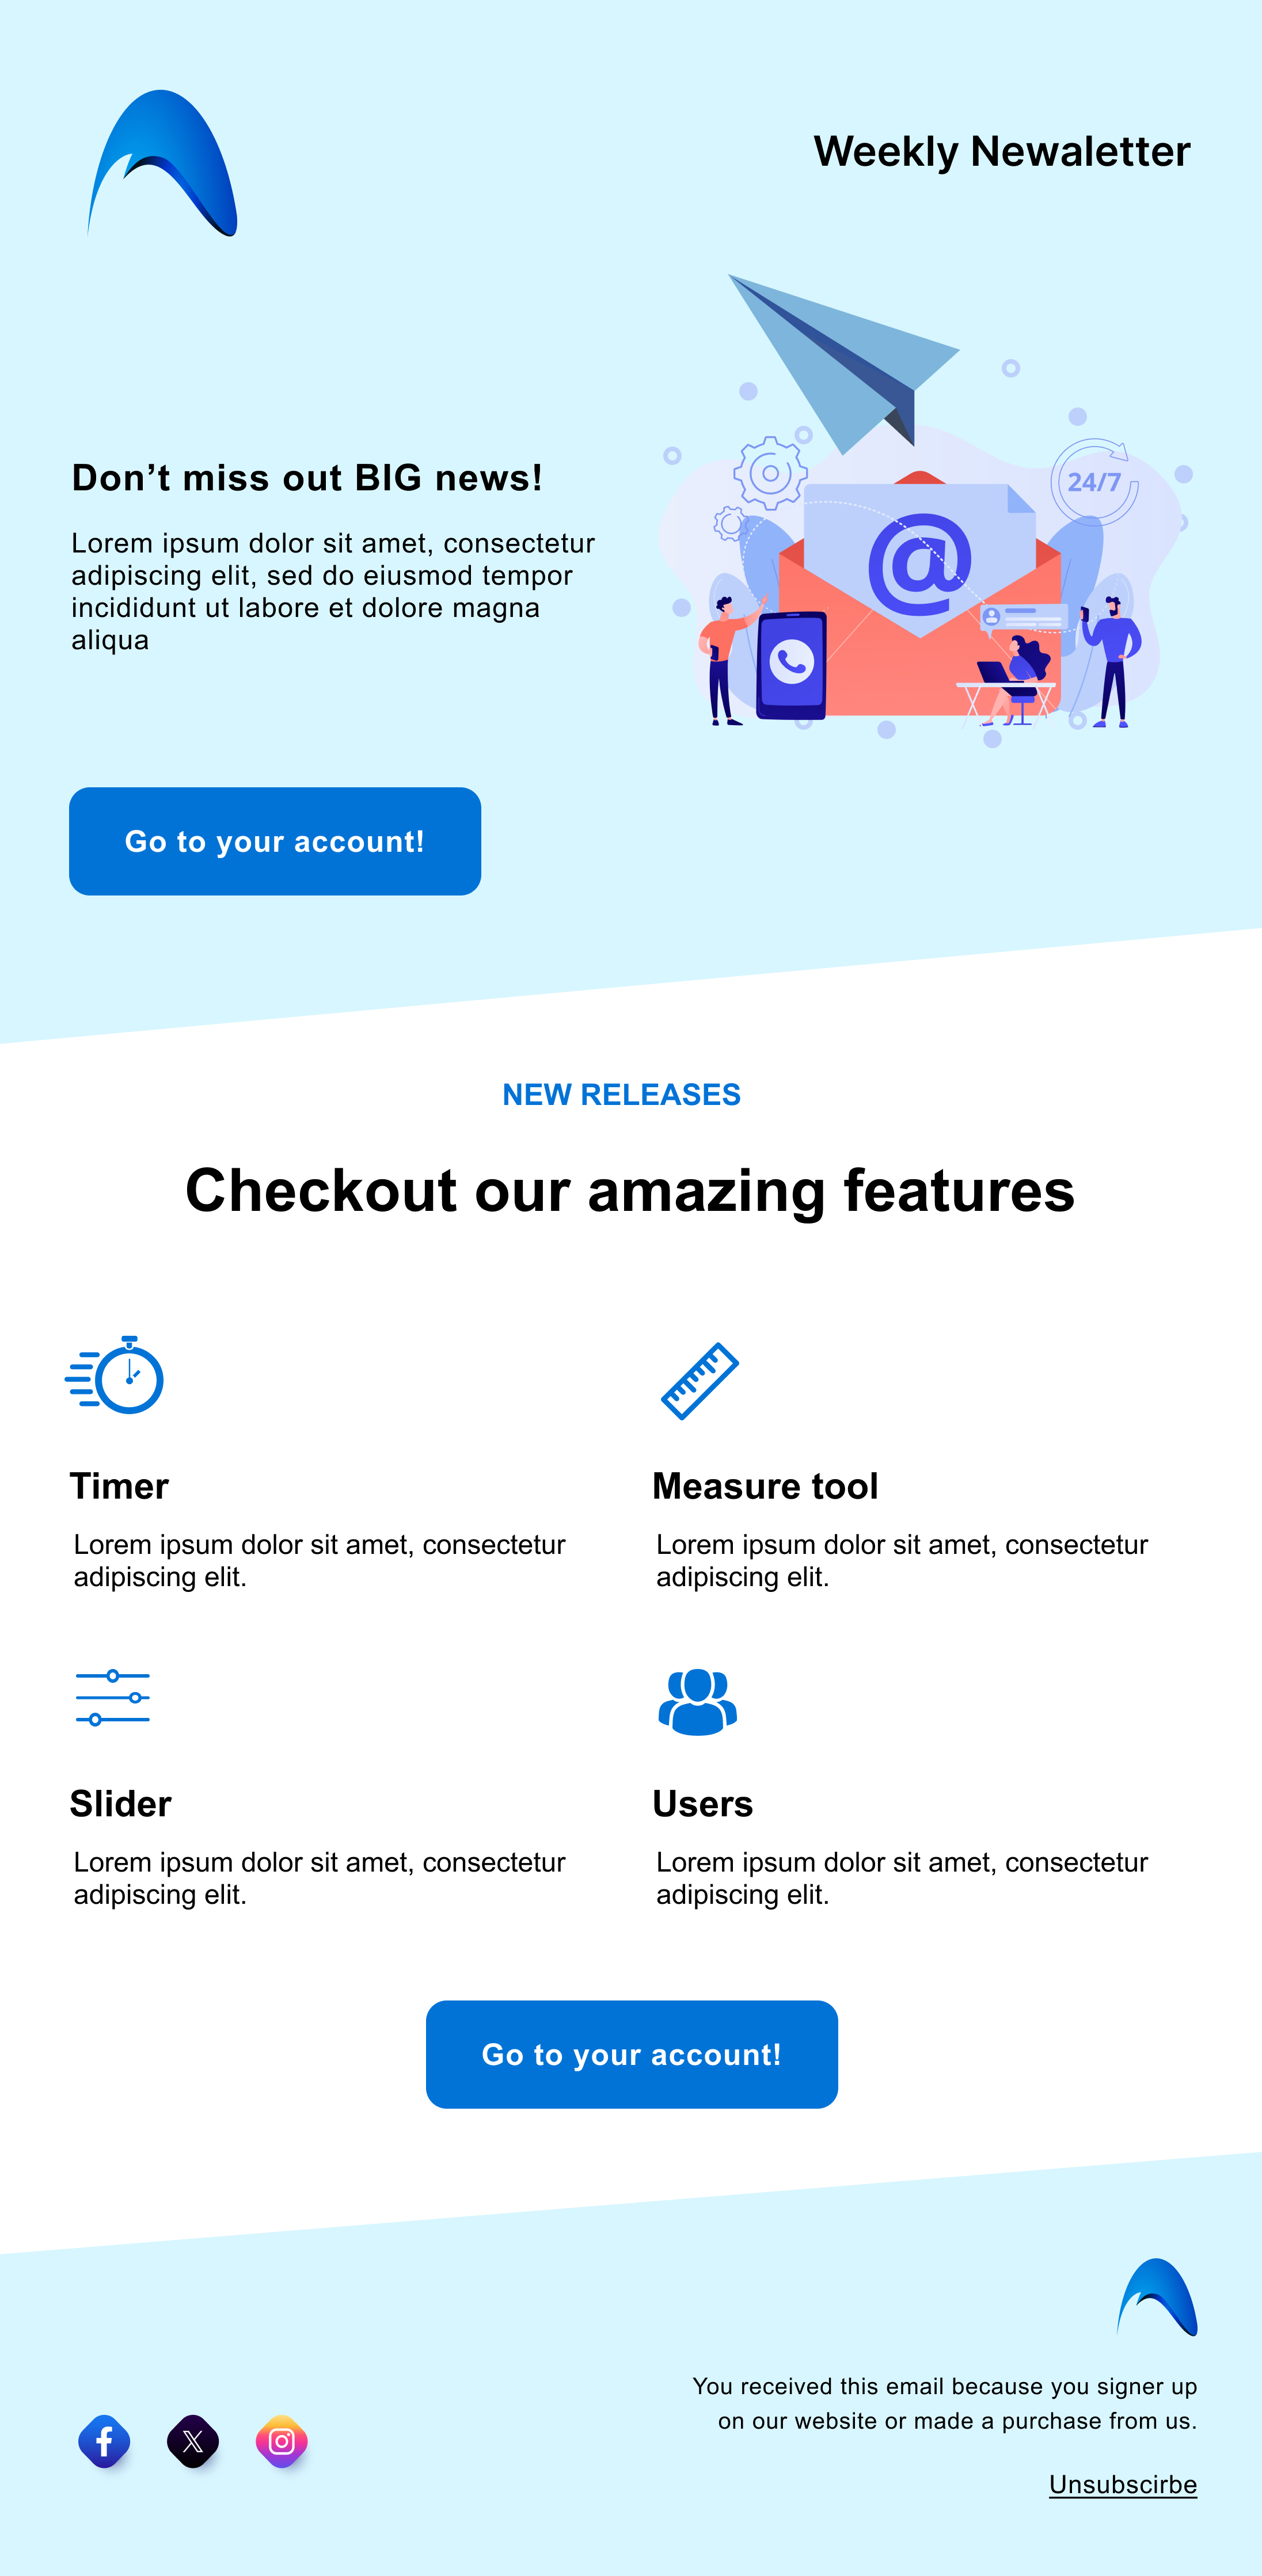 Weekly Newaletter
24/7
@
Don’t miss out BIG news!
Lorem ipsum dolor sit amet, consectetur
adipiscing elit, sed do eiusmod tempor
incididunt ut labore et dolore magna
aliqua
Go to your account!
NEW RELEASES
Checkout our amazing features
Timer
Lorem ipsum dolor sit amet, consectetur
adipiscing elit.
Measure tool
Lorem ipsum dolor sit amet, consectetur
adipiscing elit.
Slider
Lorem ipsum dolor sit amet, consectetur
adipiscing elit.
Users
Lorem ipsum dolor sit amet, consectetur
adipiscing elit.
Go to your account!
You received this email because you signer up
on our website or made a purchase from us.
Unsubscirbe